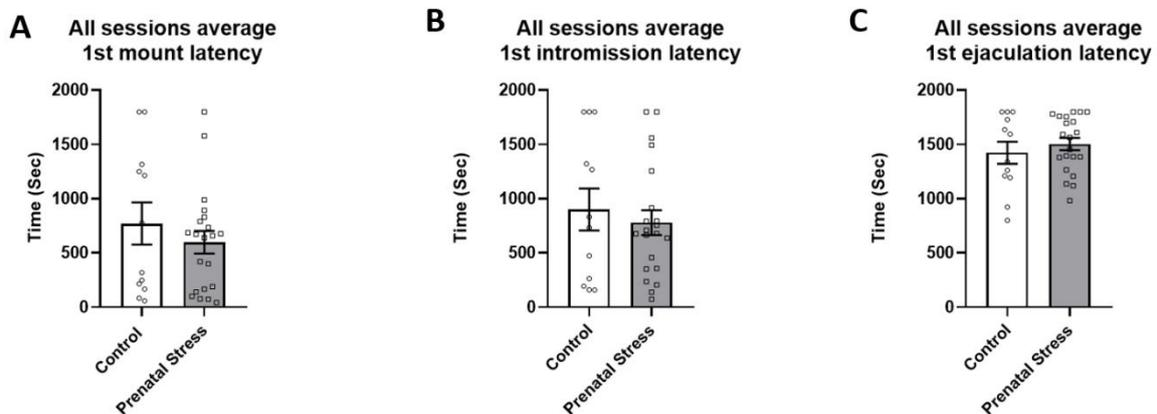 A
All sessions average
1st mount latency
2000
1500
1000
500
0
Time (Sec)
Control
Prenatal Stress
B
All sessions average
1st intromission latency
2000
1500
1000
500
0
Time (Sec)
Control
Prenatal Stress
C
All sessions average
1st ejaculation latency
2000
1500
1000
500
0
Time (Sec)
Control
Prenatal Stress